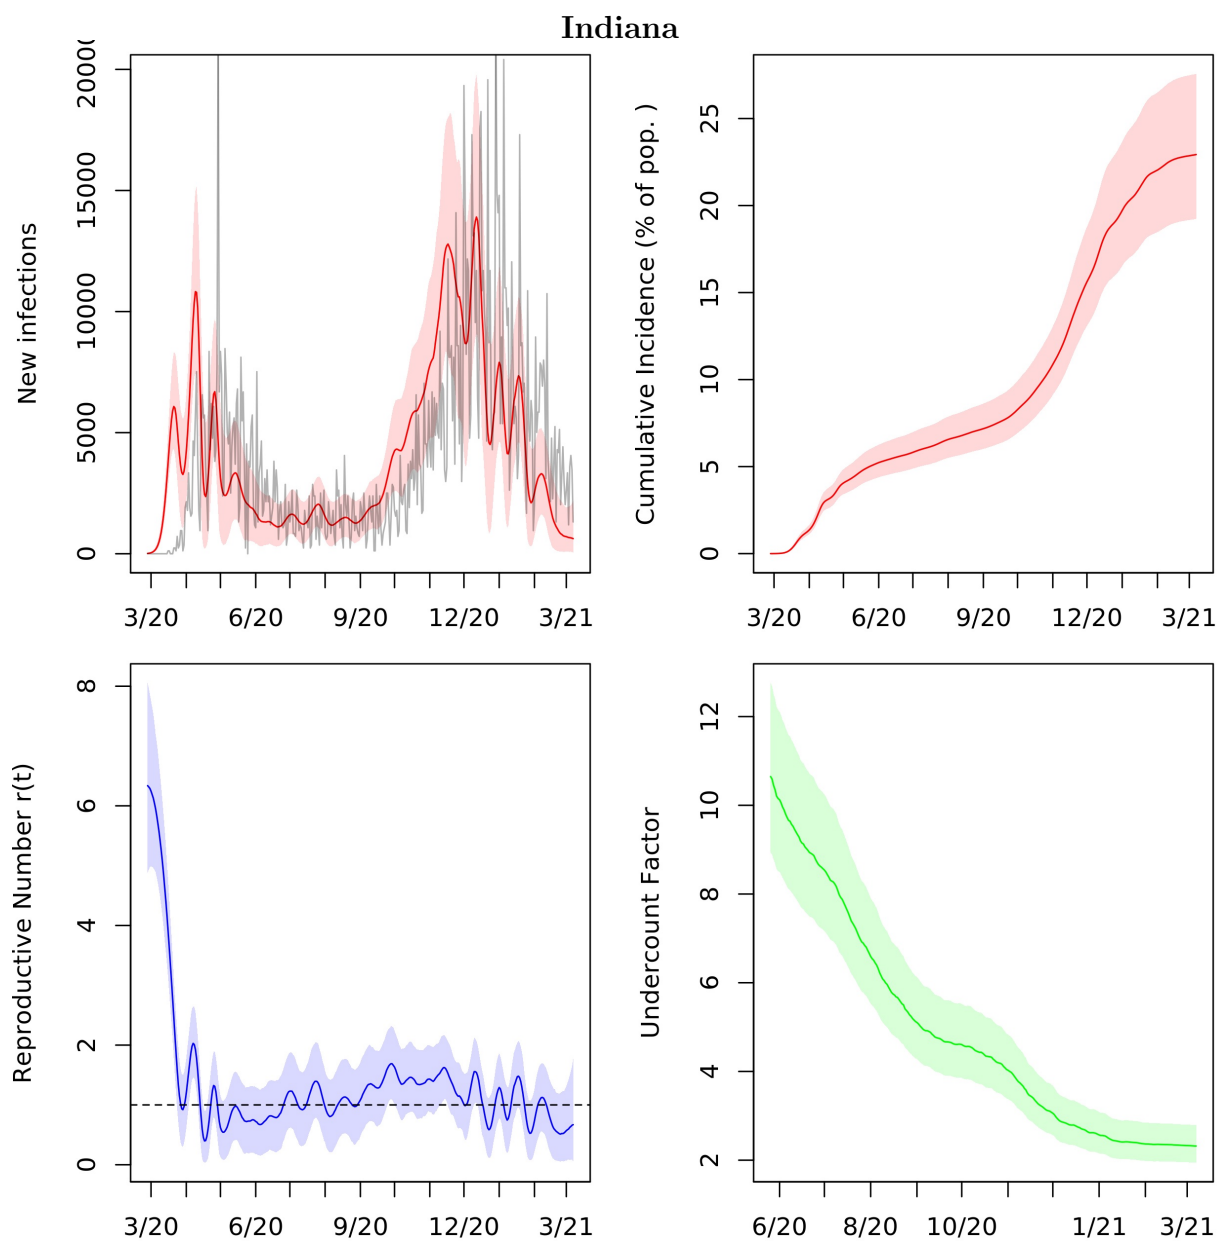 Indiana
New infections
20000
15000
10000
5000
0
3/20 6/20 9/20 12/20 3/21
Cumulative Incidence (% of pop. )
25
20
15
10
5
0
3/20 6/20 9/20 12/20 3/21
Reproductive Number r(t)
8
6
4
2
0
3/20 6/20 9/20 12/20 3/21
Undercount Factor
12
10
8
6
4
2
6/20 8/20 10/20 1/21 3/21